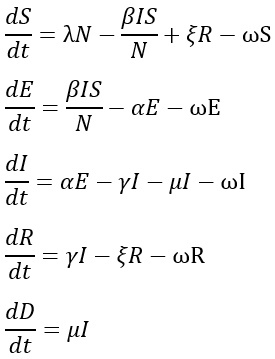 dS/dt = λN − βIS/N + ξR − ωS
dE/dt = βIS/N − αE − ωE
dI/dt = αE − γI − μI − ωI
dR/dt = γI − ξR − ωR
dD/dt = μI